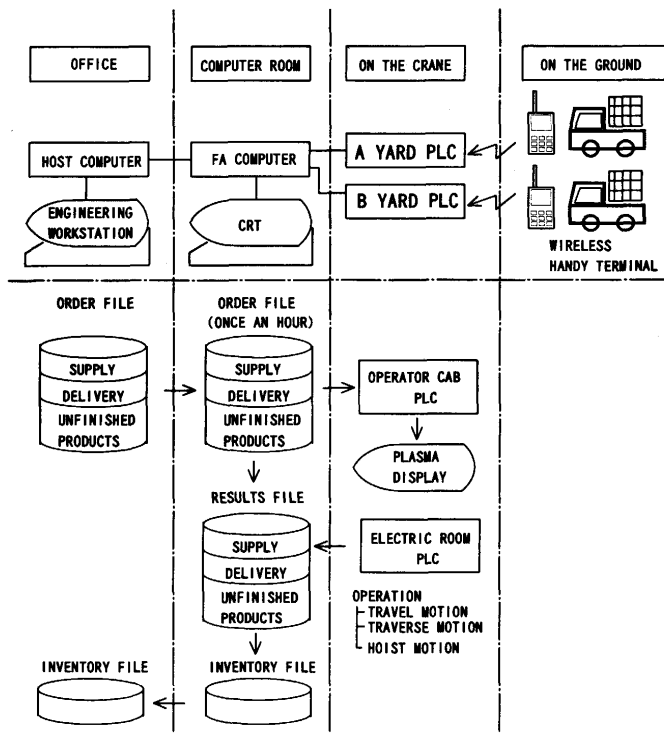 OFFICE
COMPUTER ROOM
ON THE CRANE
ON THE GROUND
HOST COMPUTER
FA COMPUTER
A YARD PLC
B YARD PLC
ENGINEERING
WORKSTATION
CRT
WIRELESS
HANDY TERMINAL
ORDER FILE
SUPPLY
DELIVERY
UNFINISHED
PRODUCTS
ORDER FILE
(ONCE AN HOUR)
SUPPLY
DELIVERY
UNFINISHED
PRODUCTS
OPERATOR CAB
PLC
PLASMA
DISPLAY
RESULTS FILE
SUPPLY
DELIVERY
UNFINISHED
PRODUCTS
ELECTRIC ROOM
PLC
OPERATION
TRAVEL MOTION
TRAVERSE MOTION
HOIST MOTION
INVENTORY FILE
INVENTORY FILE